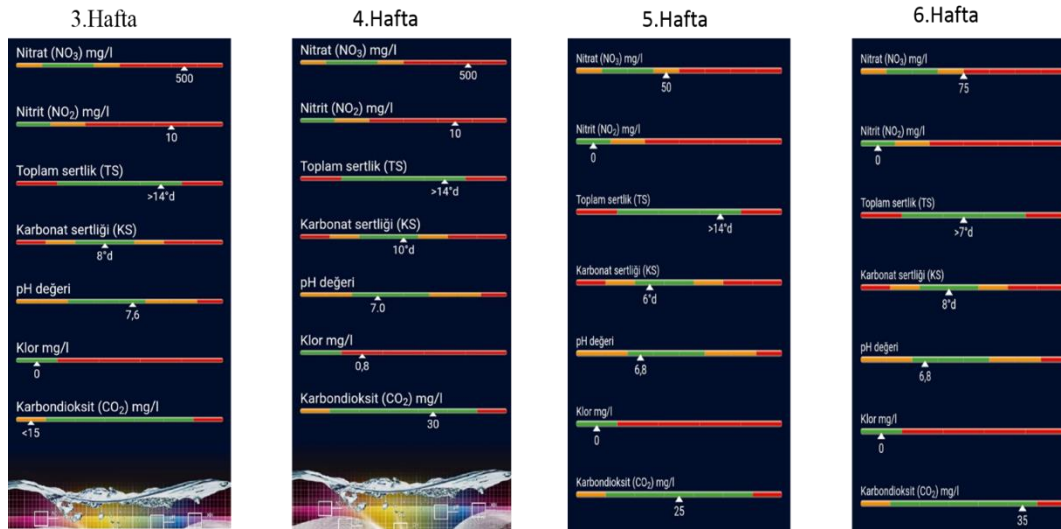 3.Hafta
Nitrat (NO₃) mg/l
500
Nitrit (NO₂) mg/l
10
Toplam sertlik (TS)
>14°d
Karbonat sertliği (KS)
8°d
pH değeri
7,6
Klor mg/l
0
Karbondioksit (CO₂) mg/l
<15
4.Hafta
Nitrat (NO₃) mg/l
500
Nitrit (NO₂) mg/l
10
Toplam sertlik (TS)
>14°d
Karbonat sertliği (KS)
10°d
pH değeri
7.0
Klor mg/l
0,8
Karbondioksit (CO₂) mg/l
30
5.Hafta
Nitrat (NO₃) mg/l
50
Nitrit (NO₂) mg/l
0
Toplam sertlik (TS)
>14°d
Karbonat sertliği (KS)
6°d
pH değeri
6,8
Klor mg/l
0
Karbondioksit (CO₂) mg/l
25
6.Hafta
Nitrat (NO₃) mg/l
75
Nitrit (NO₂) mg/l
0
Toplam sertlik (TS)
>7°d
Karbonat sertliği (KS)
8°d
pH değeri
6,8
Klor mg/l
0
Karbondioksit (CO₂) mg/l
35